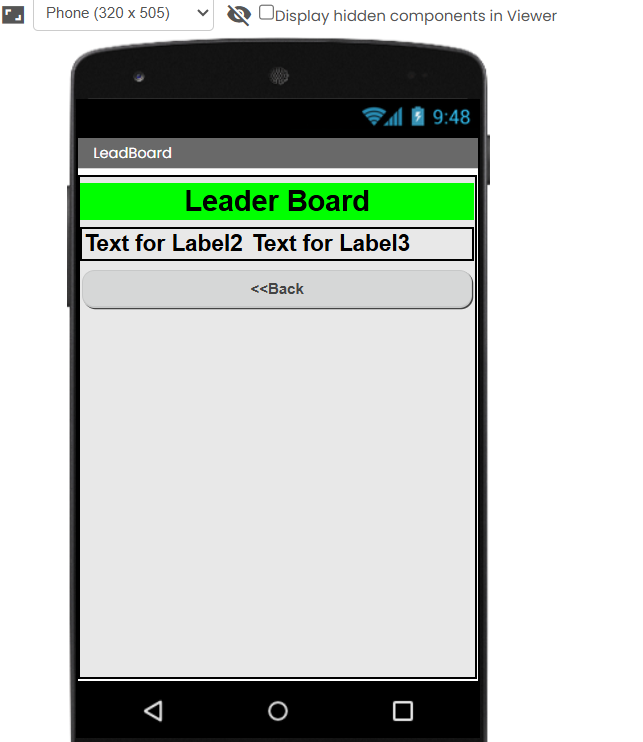 Phone (320 x 505) Display hidden components in Viewer
9:48
LeadBoard
Leader Board
Text for Label2 Text for Label3
<<Back